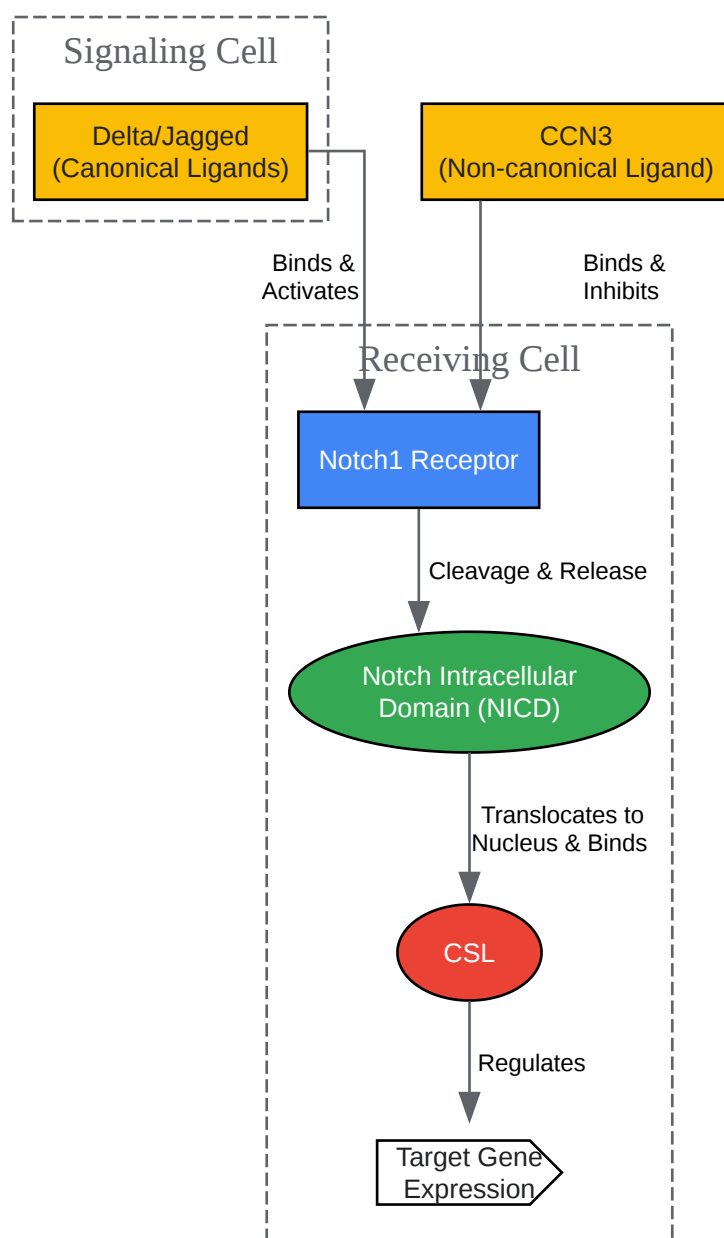 Signaling Cell
Delta/Jagged
(Canonical Ligands)
CCN3
(Non-canonical Ligand)
Binds &
Activates
Binds &
Inhibits
Receiving Cell
Notch1 Receptor
Cleavage & Release
Notch Intracellular
Domain (NICD)
Translocates to
Nucleus & Binds
CSL
Regulates
Target Gene
Expression